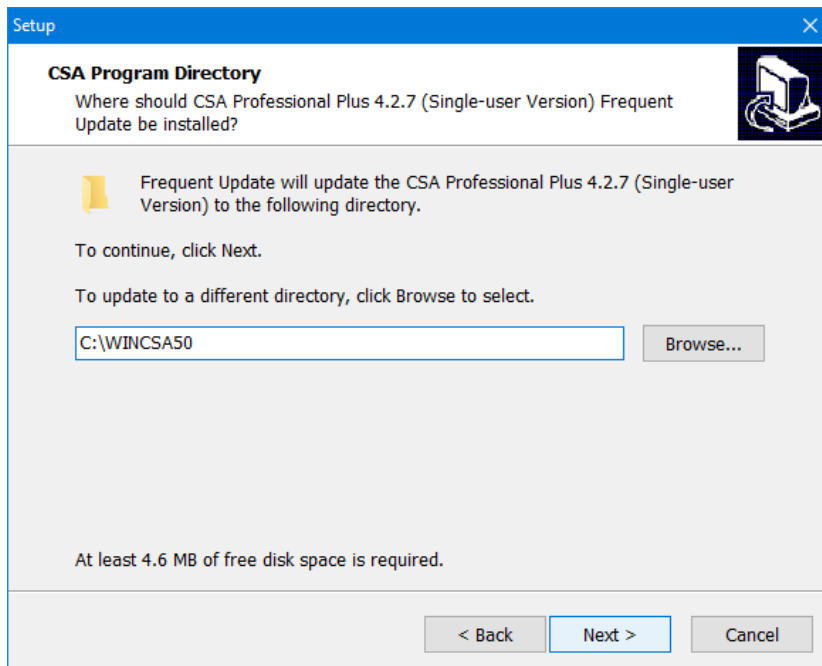 Setup
CSA Program Directory
Where should CSA Professional Plus 4.2.7 (Single-user Version) Frequent
Update be installed?
Frequent Update will update the CSA Professional Plus 4.2.7 (Single-user
Version) to the following directory.
To continue, click Next.
To update to a different directory, click Browse to select.
C:\WINCSA50
Browse...
At least 4.6 MB of free disk space is required.
< Back
Next >
Cancel